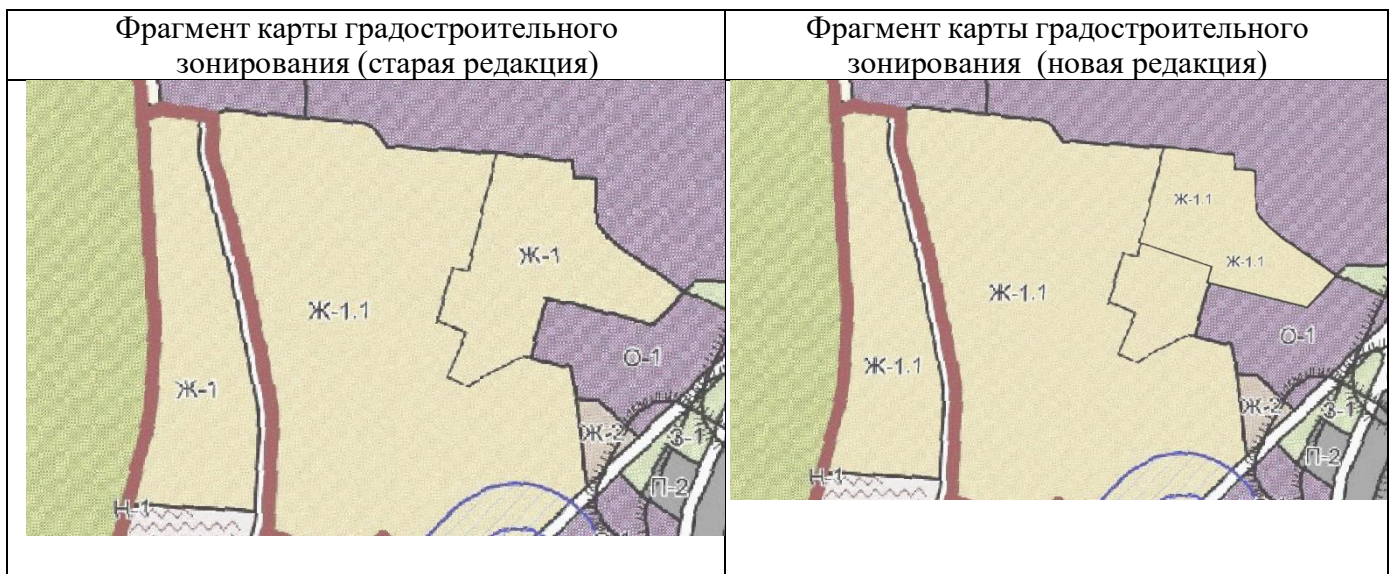 Фрагмент карты градостроительного
зонирования (старая редакция)
Ж-1
Ж-1.1
О-1
Ж-1
Ж-2
З-1
П-2
Н-1
Фрагмент карты градостроительного
зонирования (новая редакция)
Ж-1.1
Ж-1.1
Ж-1.1
О-1
Ж-1.1
Ж-2
З-1
П-2
Н-1